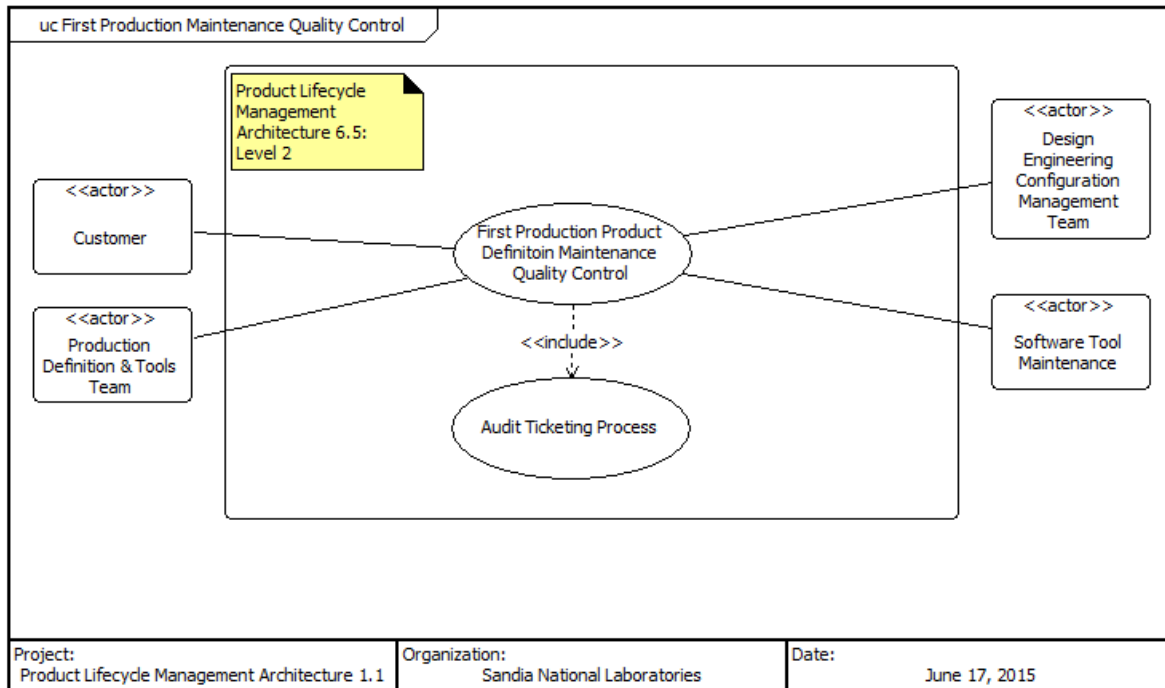 uc First Production Maintenance Quality Control
Product Lifecycle
Management
Architecture 6.5:
Level 2
<<actor>>
Customer
<<actor>>
Production
Definition & Tools
Team
First Production Product
Definitoin Maintenance
Quality Control
<<include>>
Audit Ticketing Process
<<actor>>
Design
Engineering
Configuration
Management
Team
<<actor>>
Software Tool
Maintenance
Project:
Product Lifecycle Management Architecture 1.1
Organization:
Sandia National Laboratories
Date:
June 17, 2015